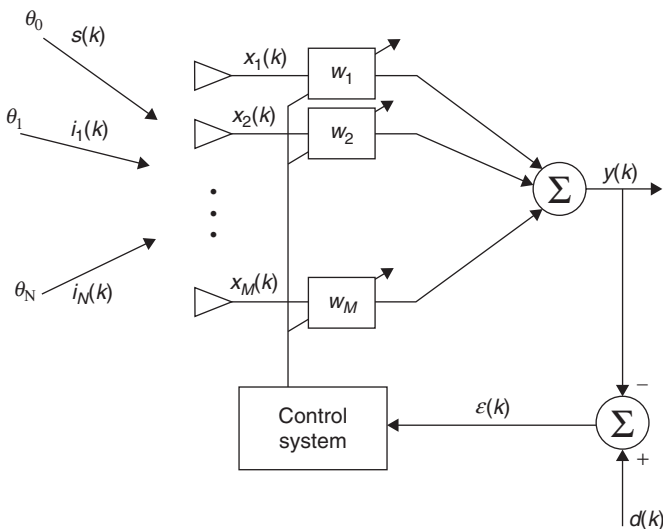 θ0
s(k)
θ1
i1(k)
θN
iN(k)
x1(k)
w1
x2(k)
w2
xM(k)
wM
Σ
y(k)
Control
system
ε(k)
−
Σ
+
d(k)